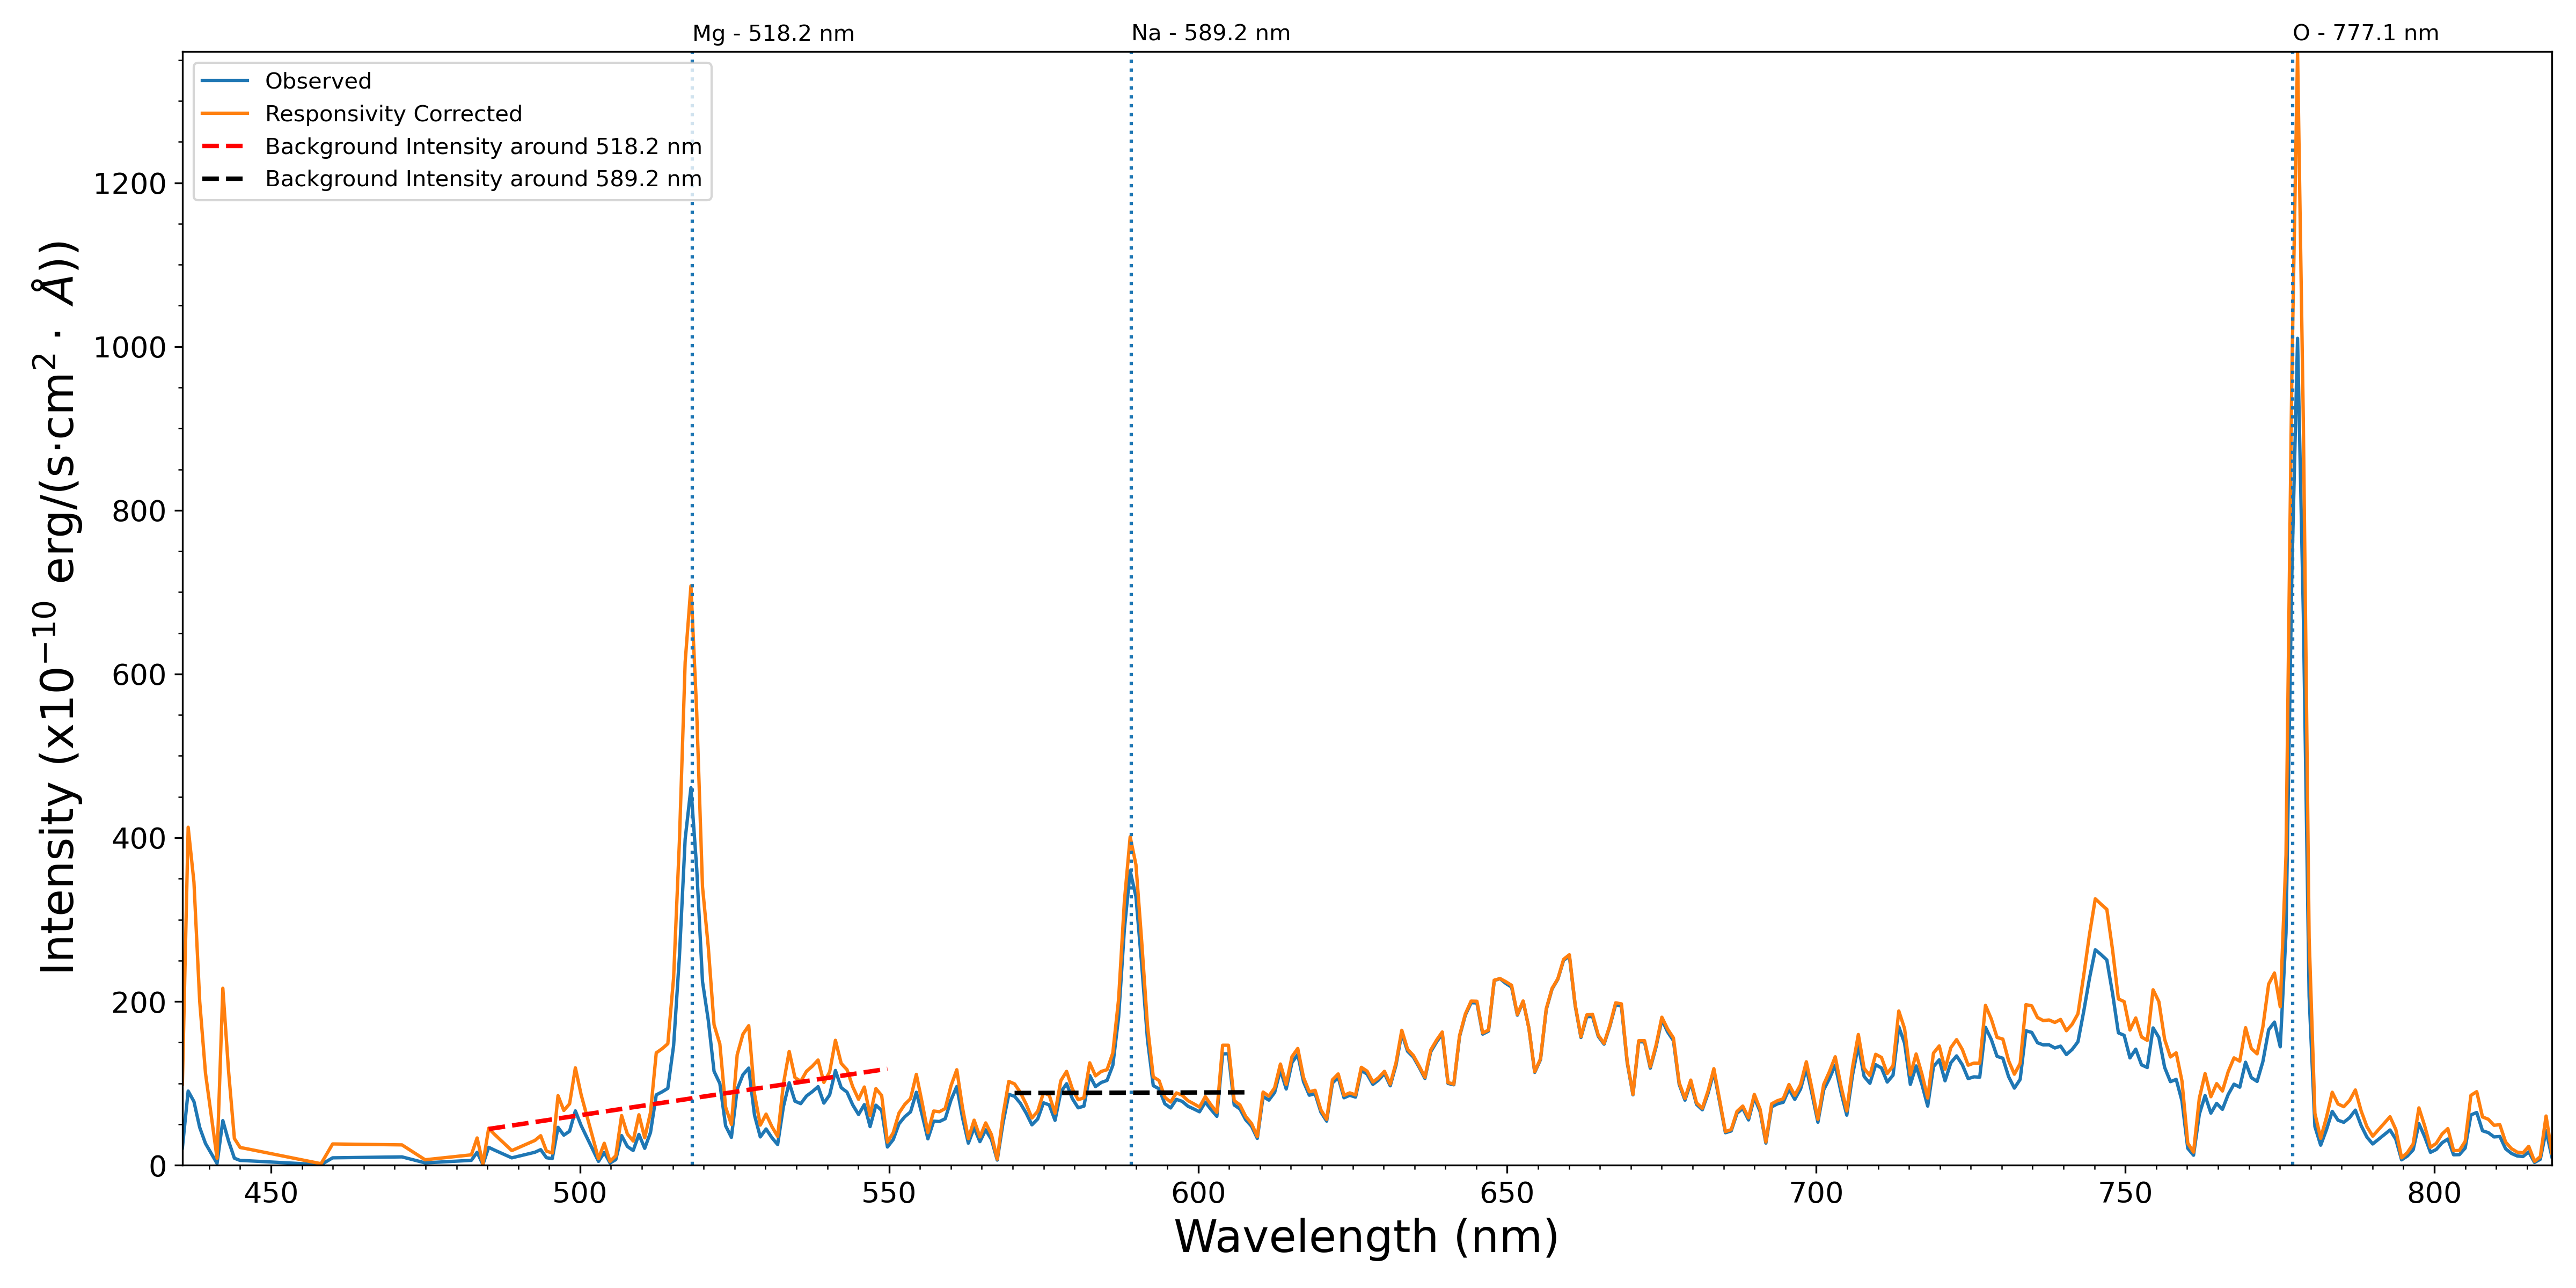 Mg - 518.2 nm
Na - 589.2 nm
O - 777.1 nm
Observed
Responsivity Corrected
Background Intensity around 518.2 nm
Background Intensity around 589.2 nm
Intensity (x10⁻¹⁰ erg/(s·cm² · Å))
1200
1000
800
600
400
200
0
450 500 550 600 650 700 750 800
Wavelength (nm)